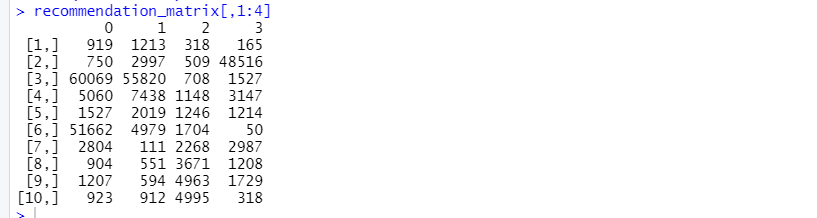 > recommendation_matrix[,1:4]
          0     1    2     3
 [1,]   919  1213  318   165
 [2,]   750  2997  509 48516
 [3,] 60069 55820  708  1527
 [4,]  5060  7438 1148  3147
 [5,]  1527  2019 1246  1214
 [6,] 51662  4979 1704    50
 [7,]  2804   111 2268  2987
 [8,]   904   551 3671  1208
 [9,]  1207   594 4963  1729
[10,]   923   912 4995   318
>